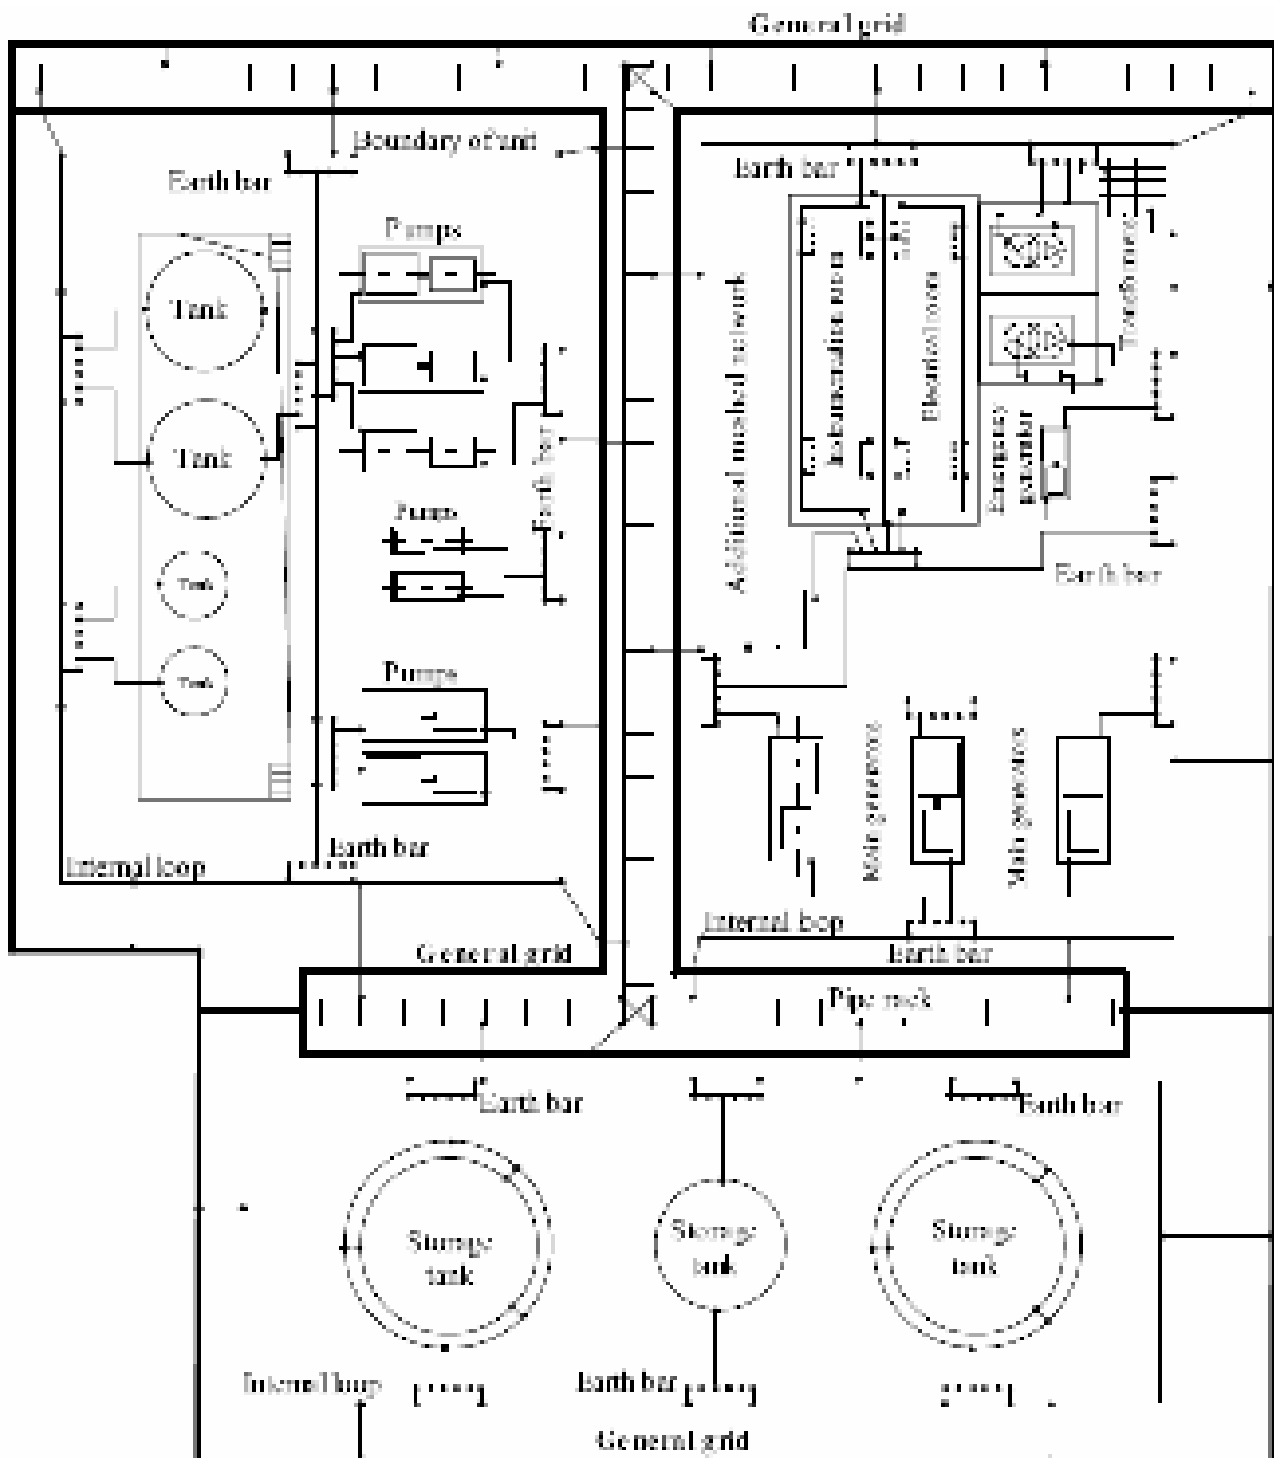 General grid
Boundary of unit
Earth bar
Earth bar
Pumps
Tank
Additional meshed network
Instrumentation room
Electrical room
Transformers
Tank
Earth bar
Emergency
generator
Pumps
Tank
Earth bar
Pumps
Tank
Main generators
Main generators
Earth bar
Internal loop
Internal loop
General grid
Earth bar
Pipe rack
Earth bar
Earth bar
Storage
tank
Storage
tank
Storage
tank
Internal loop
Earth bar
General grid